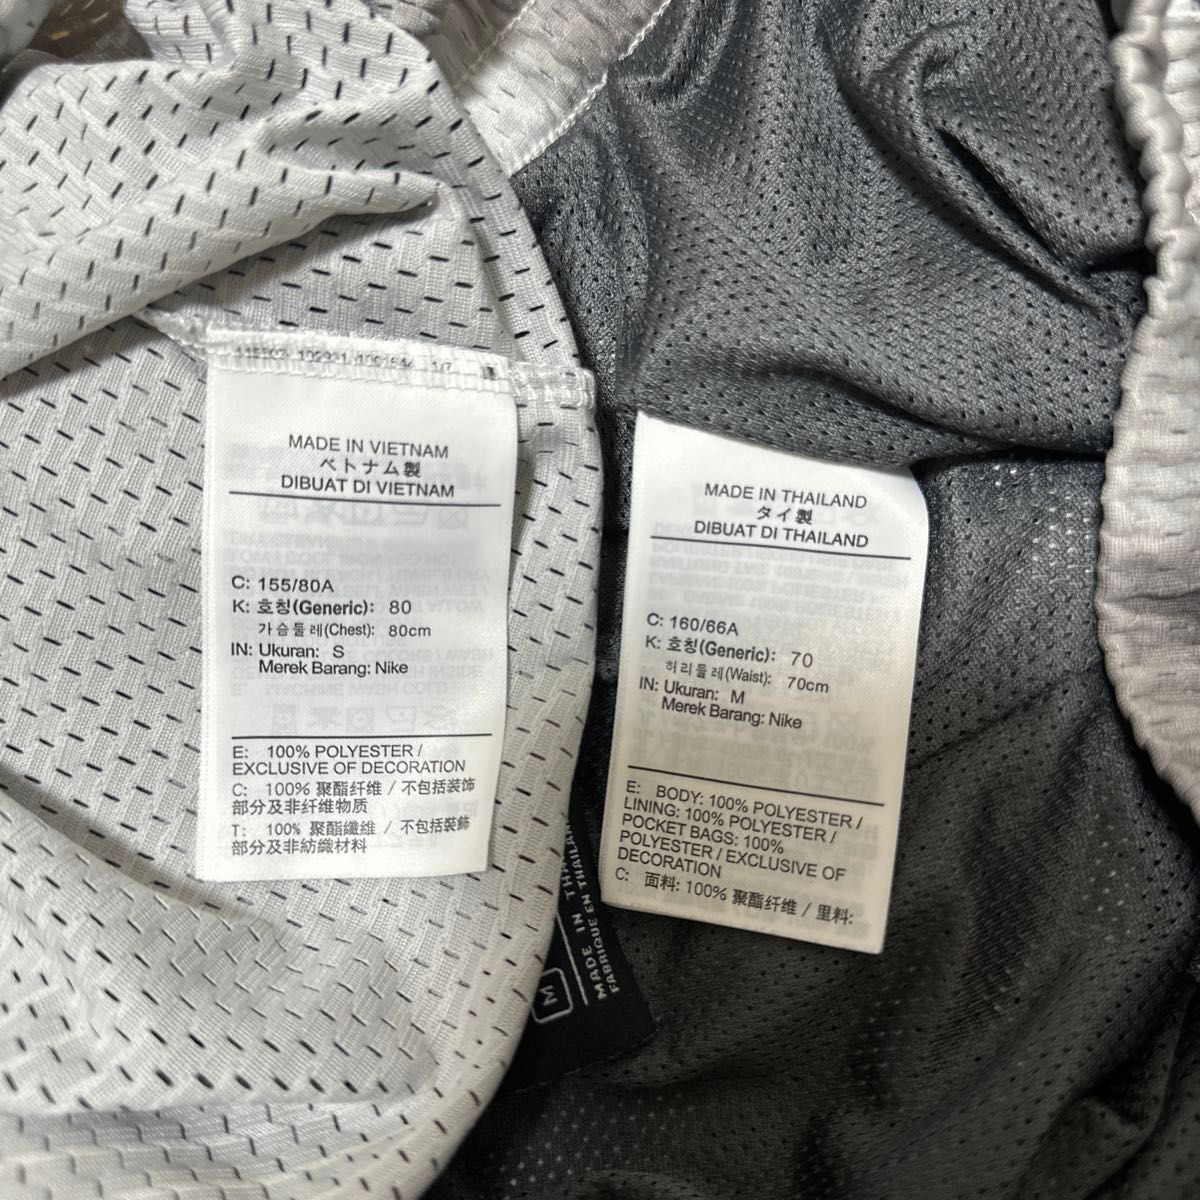 MADE IN VIETNAM
ベトナム製
DIBUAT DI VIETNAM
C: 155/80A
K: 호칭(Generic): 80
가슴둘레(Chest): 80cm
IN: Ukuran: S
Merek Barang: Nike
E: 100% POLYESTER /
EXCLUSIVE OF DECORATION
C: 100% 聚酯纤维 / 不包括装饰
部分及非纤维物质
T: 100% 聚酯纖維 / 不包括裝飾
部分及非紡織材料
MADE IN THAILAND
タイ製
DIBUAT DI THAILAND
C: 160/66A
K: 호칭(Generic): 70
허리둘레(Waist): 70cm
IN: Ukuran: M
Merek Barang: Nike
E: BODY: 100% POLYESTER /
LINING: 100% POLYESTER /
POCKET BAGS: 100%
POLYESTER / EXCLUSIVE OF
DECORATION
C: 面料: 100% 聚酯纤维 / 里料:
M
MADE IN
FABRIQUE EN THAILAN